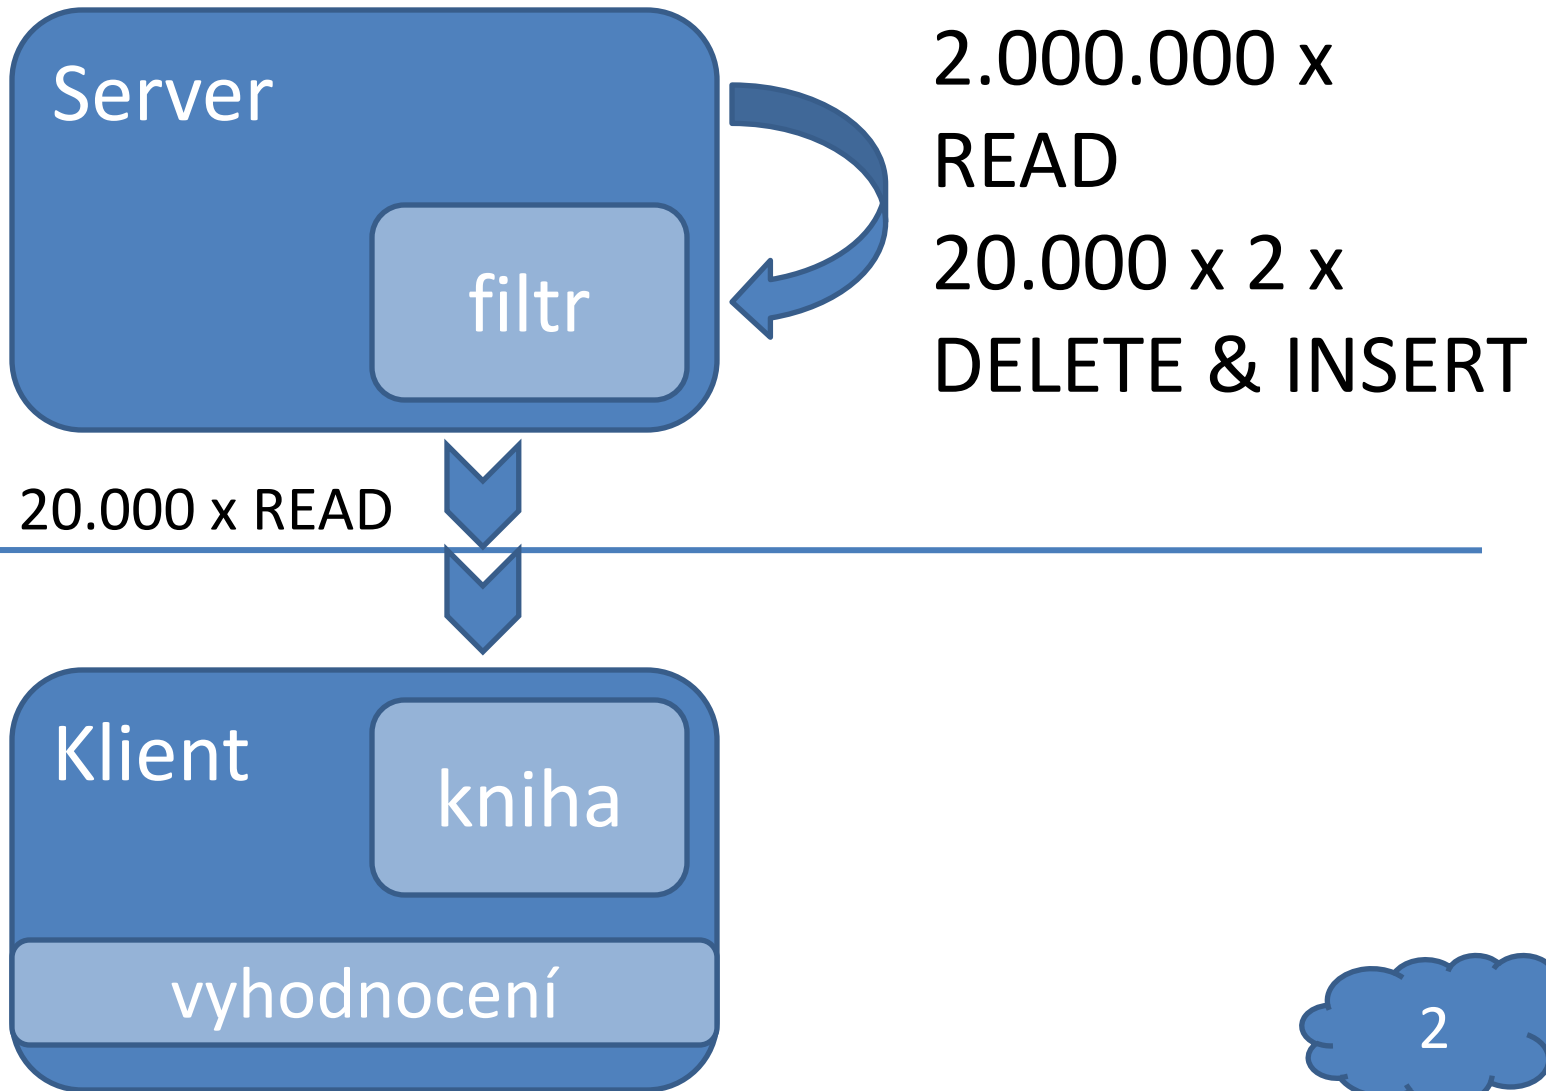 Server
filtr
2.000.000 x
READ
20.000 x 2 x
DELETE & INSERT
20.000 x READ
Klient
kniha
vyhodnocení
2